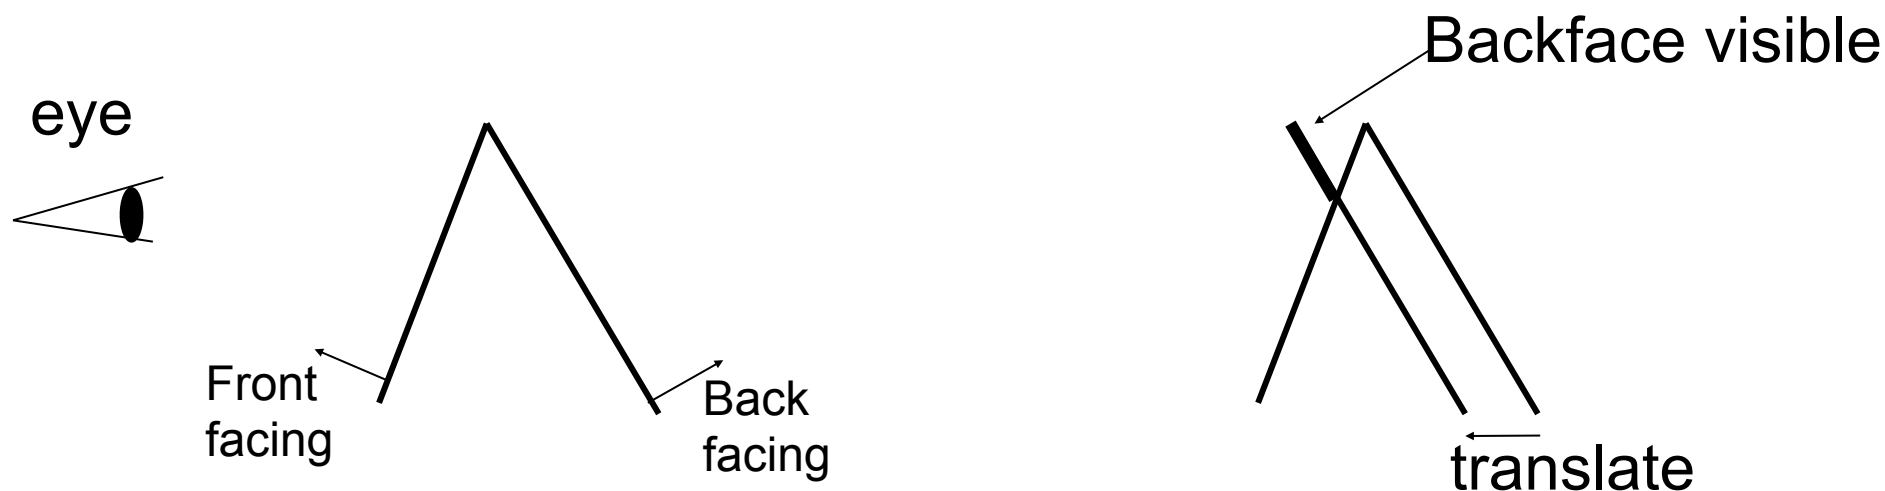 Backface visible
eye
Front
facing
Back
facing
translate